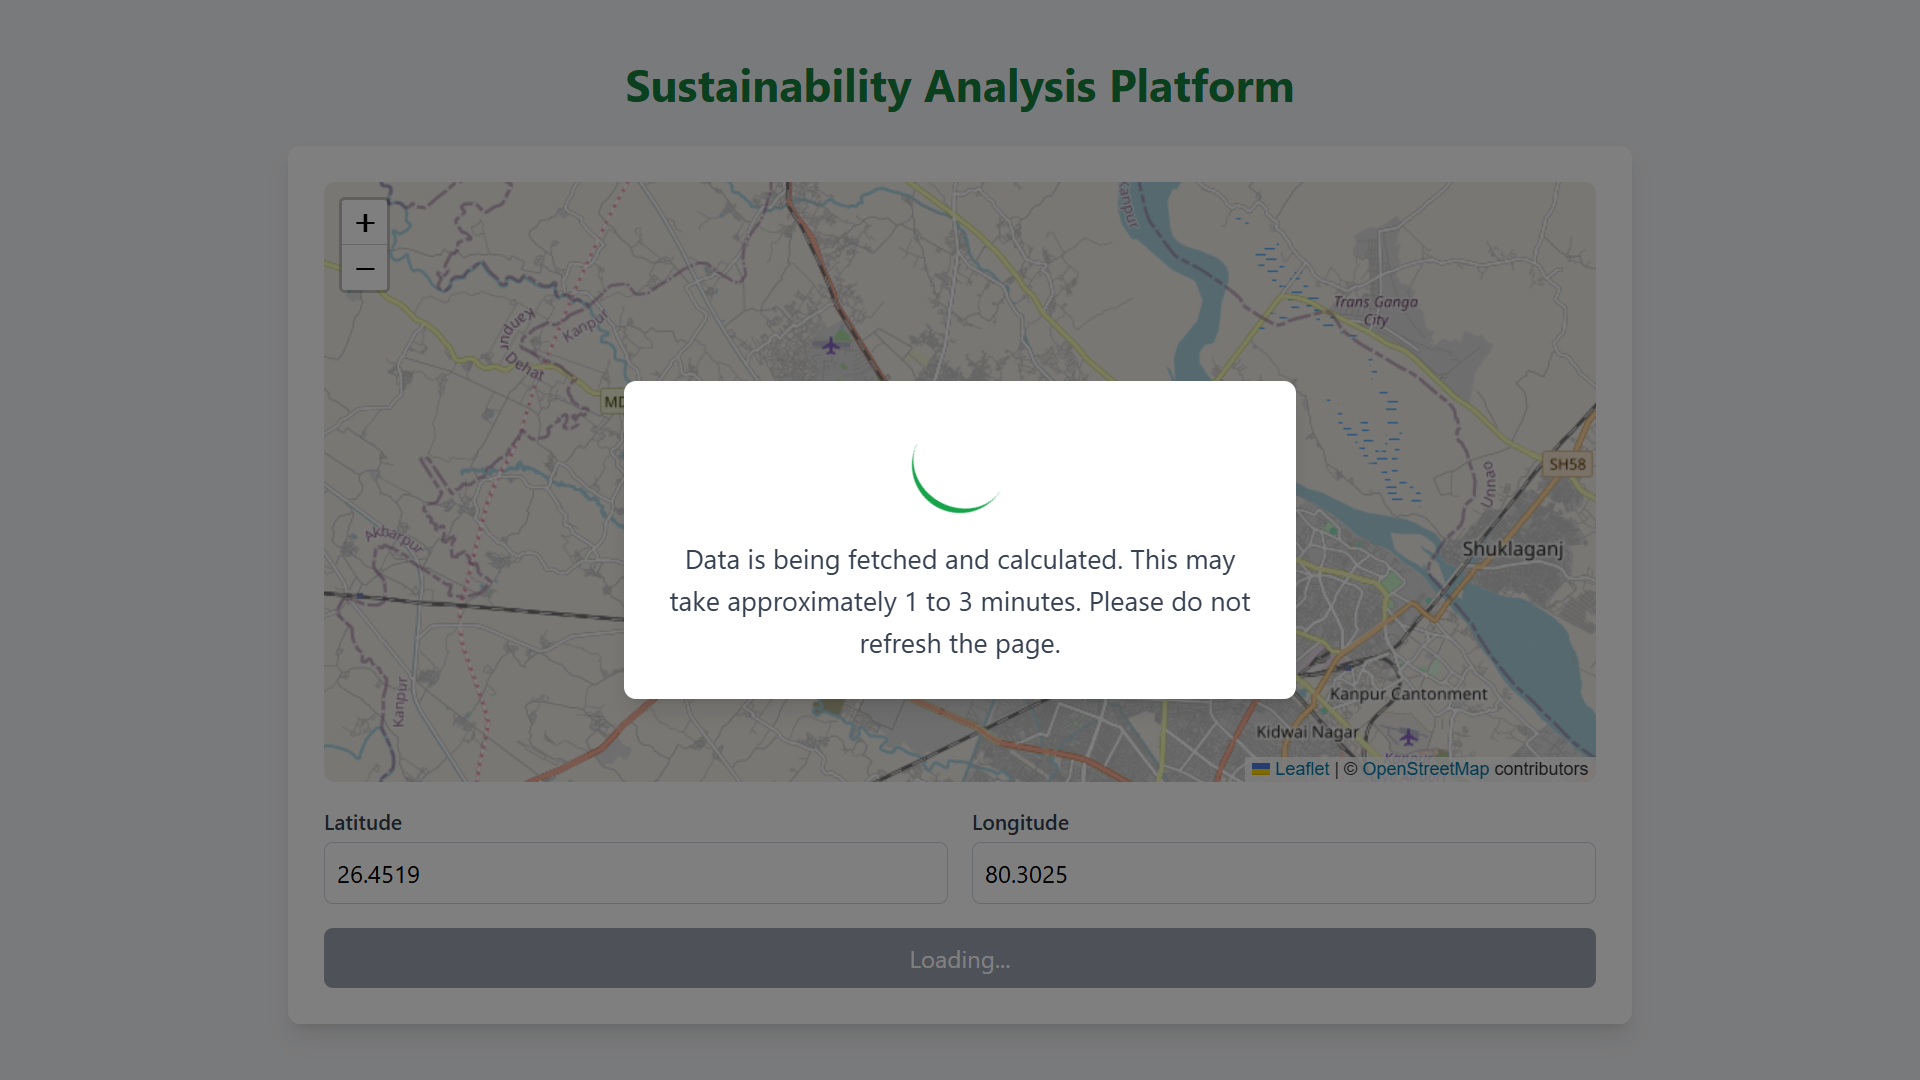 Sustainability Analysis Platform
+
−
Kanpur
Kanpur
Dehat
Kanpur
Trans Ganga
City
MD
SH58
Unnao
Akbarpur
Shuklaganj
Kanpur
Kanpur Cantonment
Kidwai Nagar
Data is being fetched and calculated. This may
take approximately 1 to 3 minutes. Please do not
refresh the page.
Leaflet | © OpenStreetMap contributors
Latitude
Longitude
26.4519
80.3025
Loading...